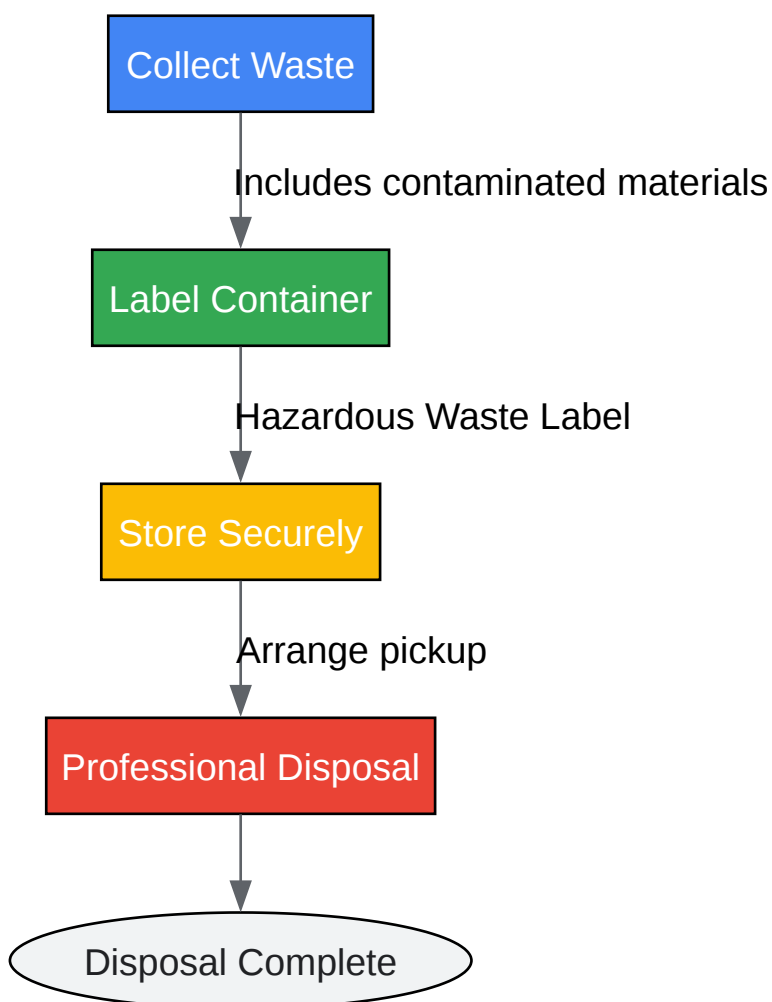 Collect Waste
Includes contaminated materials
Label Container
Hazardous Waste Label
Store Securely
Arrange pickup
Professional Disposal
Disposal Complete